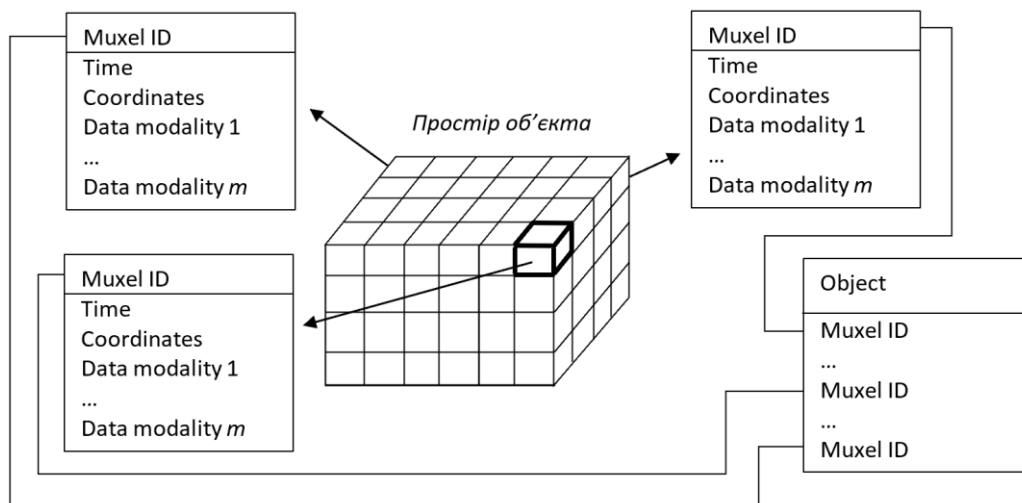 Muxel ID
Time
Coordinates
Data modality 1
...
Data modality m
Простір об’єкта
Muxel ID
Time
Coordinates
Data modality 1
...
Data modality m
Muxel ID
Time
Coordinates
Data modality 1
...
Data modality m
Object
Muxel ID
...
Muxel ID
...
Muxel ID